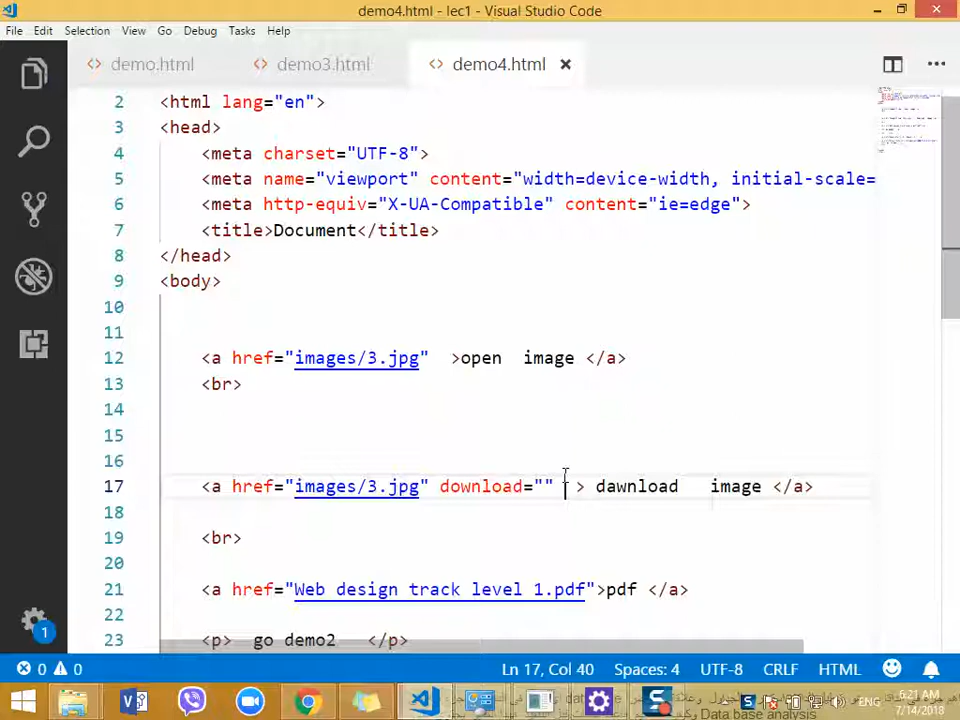 demo4.html - lec1 - Visual Studio Code
File Edit Selection View Go Debug Tasks Help
demo.html demo3.html demo4.html
2 <html lang="en">
3 <head>
4 <meta charset="UTF-8">
5 <meta name="viewport" content="width=device-width, initial-scale=
6 <meta http-equiv="X-UA-Compatible" content="ie=edge">
7 <title>Document</title>
8 </head>
9 <body>
10
11
12 <a href="images/3.jpg"  >open  image </a>
13 <br>
14
15
16
17 <a href="images/3.jpg" download=""  > dawnload   image </a>
18
19 <br>
20
21 <a href="Web design track level 1.pdf">pdf </a>
22
23 <p>  go demo2   </p>
1
0 0 Ln 17, Col 40 Spaces: 4 UTF-8 CRLF HTML
ENG 6:21 AM
7/14/2018
Data base analysis